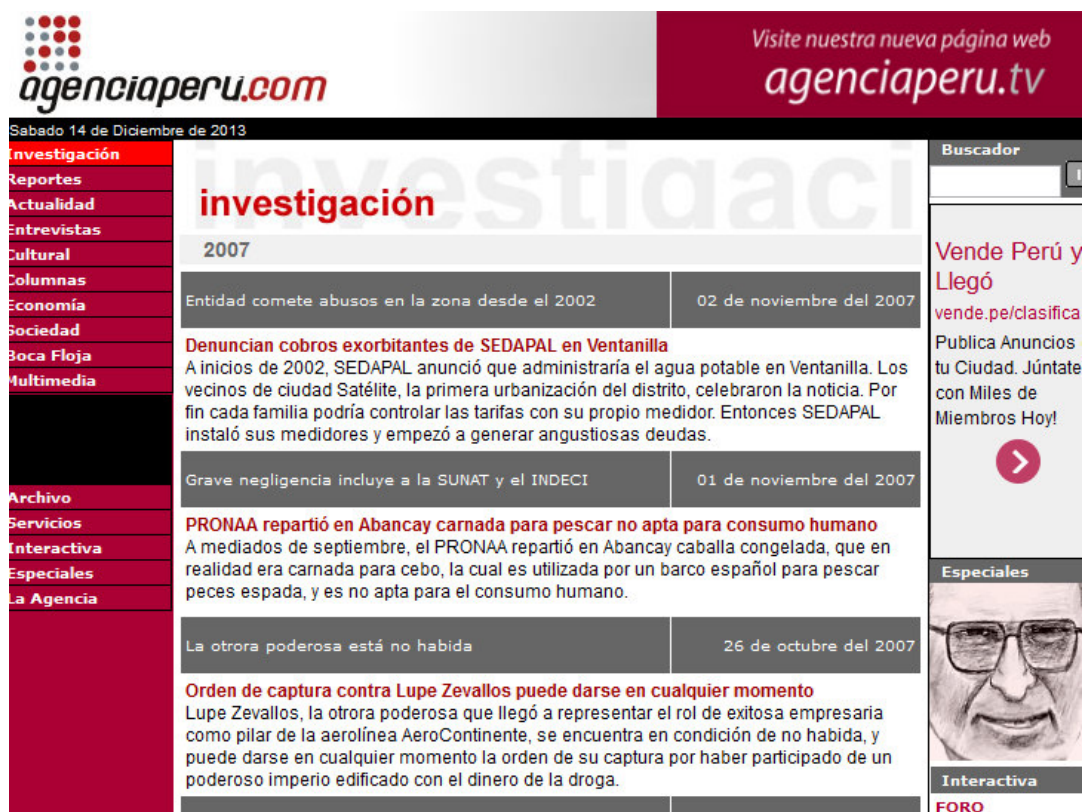 agenciaperu.com
Visite nuestra nueva página web
agenciaperu.tv
Sabado 14 de Diciembre de 2013
Investigación
Reportes
Actualidad
Entrevistas
Cultural
Columnas
Economía
Sociedad
Boca Floja
Multimedia
Archivo
Servicios
Interactiva
Especiales
La Agencia
investigaci
investigación
2007
Entidad comete abusos en la zona desde el 2002
02 de noviembre del 2007
Denuncian cobros exorbitantes de SEDAPAL en Ventanilla
A inicios de 2002, SEDAPAL anunció que administraría el agua potable en Ventanilla. Los
vecinos de ciudad Satélite, la primera urbanización del distrito, celebraron la noticia. Por
fin cada familia podría controlar las tarifas con su propio medidor. Entonces SEDAPAL
instaló sus medidores y empezó a generar angustiosas deudas.
Grave negligencia incluye a la SUNAT y el INDECI
01 de noviembre del 2007
PRONAA repartió en Abancay carnada para pescar no apta para consumo humano
A mediados de septiembre, el PRONAA repartió en Abancay caballa congelada, que en
realidad era carnada para cebo, la cual es utilizada por un barco español para pescar
peces espada, y es no apta para el consumo humano.
La otrora poderosa está no habida
26 de octubre del 2007
Orden de captura contra Lupe Zevallos puede darse en cualquier momento
Lupe Zevallos, la otrora poderosa que llegó a representar el rol de exitosa empresaria
como pilar de la aerolínea AeroContinente, se encuentra en condición de no habida, y
puede darse en cualquier momento la orden de su captura por haber participado de un
poderoso imperio edificado con el dinero de la droga.
Buscador
Vende Perú y
Llegó
vende.pe/clasifica
Publica Anuncios
tu Ciudad. Júntate
con Miles de
Miembros Hoy!
Especiales
Interactiva
FORO